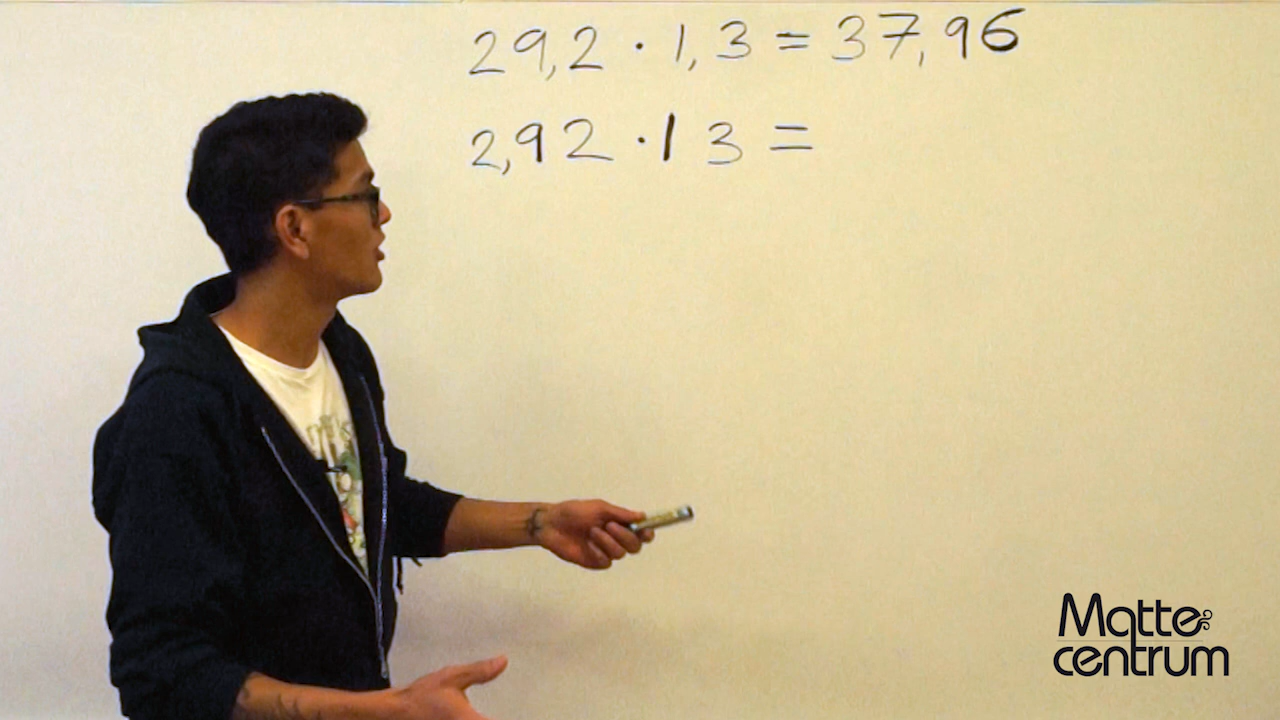 29,2 · 1,3 = 37,96
2,92 · 13 =
Matte
centrum